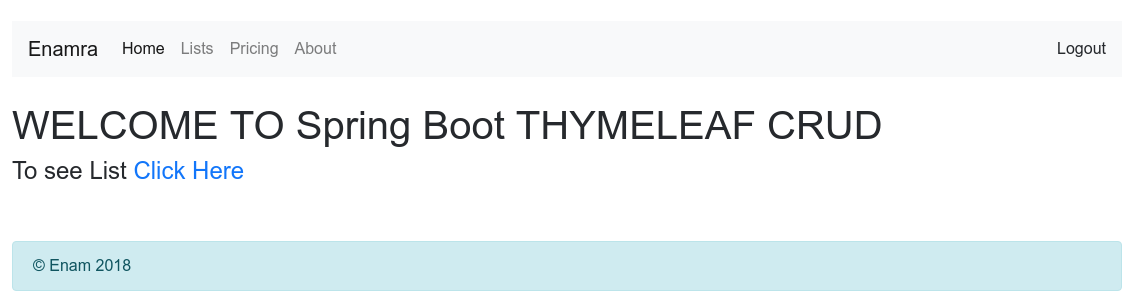 Enamra Home Lists Pricing About Logout
WELCOME TO Spring Boot THYMELEAF CRUD
To see List Click Here
© Enam 2018